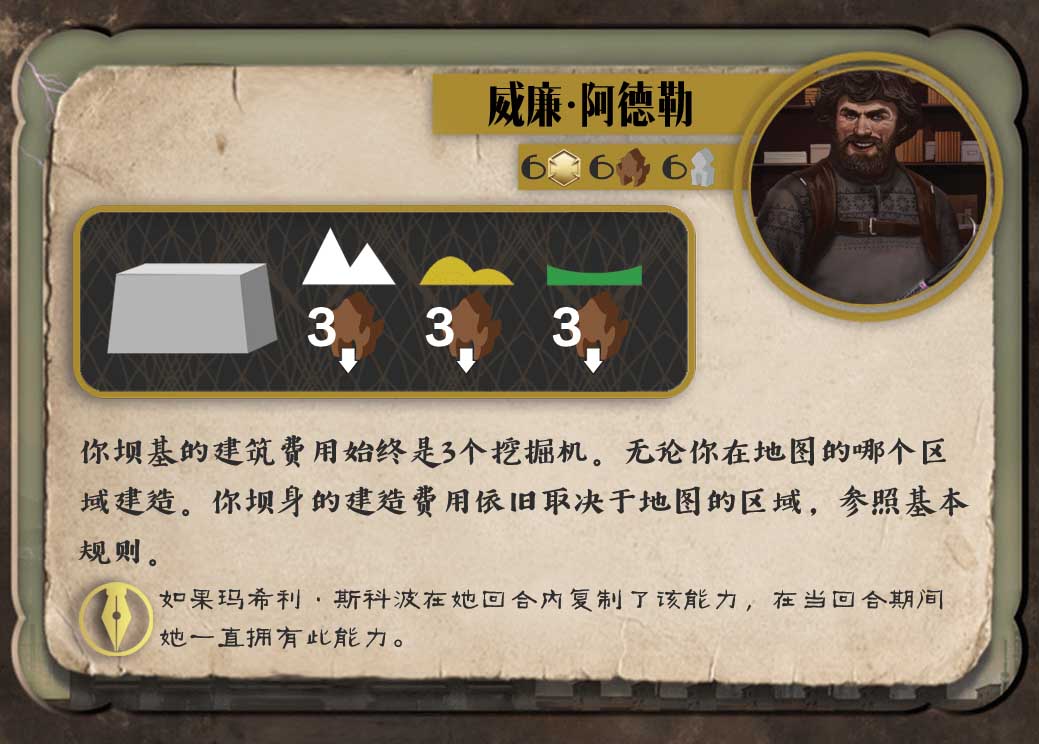 威廉·阿德勒
6 6 6
3 3 3
你坝基的建筑费用始终是3个挖掘机。无论你在地图的哪个区
域建造。你坝身的建造费用依旧取决于地图的区域，参照基本
规则。
如果玛希利·斯科波在她回合内复制了该能力，在当回合期间
她一直拥有此能力。